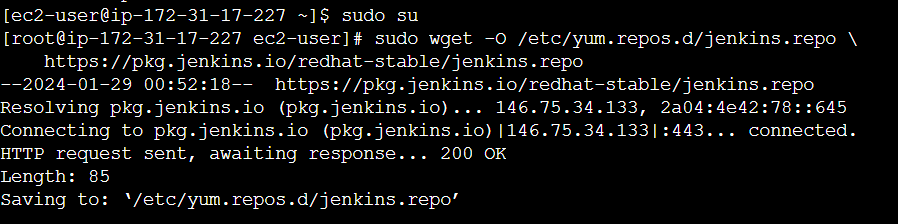 [ec2-user@ip-172-31-17-227 ~]$ sudo su
[root@ip-172-31-17-227 ec2-user]# sudo wget -O /etc/yum.repos.d/jenkins.repo \
    https://pkg.jenkins.io/redhat-stable/jenkins.repo
--2024-01-29 00:52:18--  https://pkg.jenkins.io/redhat-stable/jenkins.repo
Resolving pkg.jenkins.io (pkg.jenkins.io)... 146.75.34.133, 2a04:4e42:78::645
Connecting to pkg.jenkins.io (pkg.jenkins.io)|146.75.34.133|:443... connected.
HTTP request sent, awaiting response... 200 OK
Length: 85
Saving to: ‘/etc/yum.repos.d/jenkins.repo’